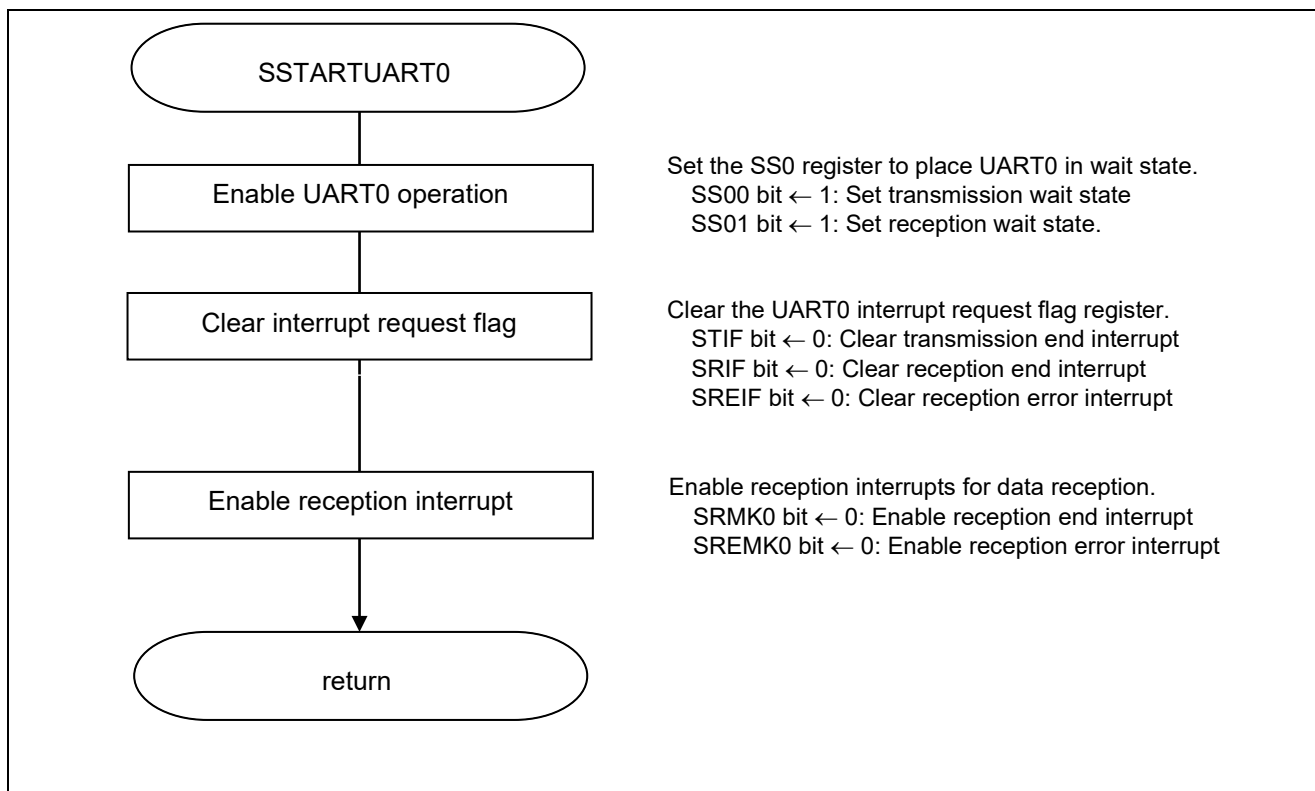 SSTARTUART0
Enable UART0 operation
Set the SS0 register to place UART0 in wait state.
SS00 bit ← 1: Set transmission wait state
SS01 bit ← 1: Set reception wait state.
Clear interrupt request flag
Clear the UART0 interrupt request flag register.
STIF bit ← 0: Clear transmission end interrupt
SRIF bit ← 0: Clear reception end interrupt
SREIF bit ← 0: Clear reception error interrupt
Enable reception interrupt
Enable reception interrupts for data reception.
SRMK0 bit ← 0: Enable reception end interrupt
SREMK0 bit ← 0: Enable reception error interrupt
return